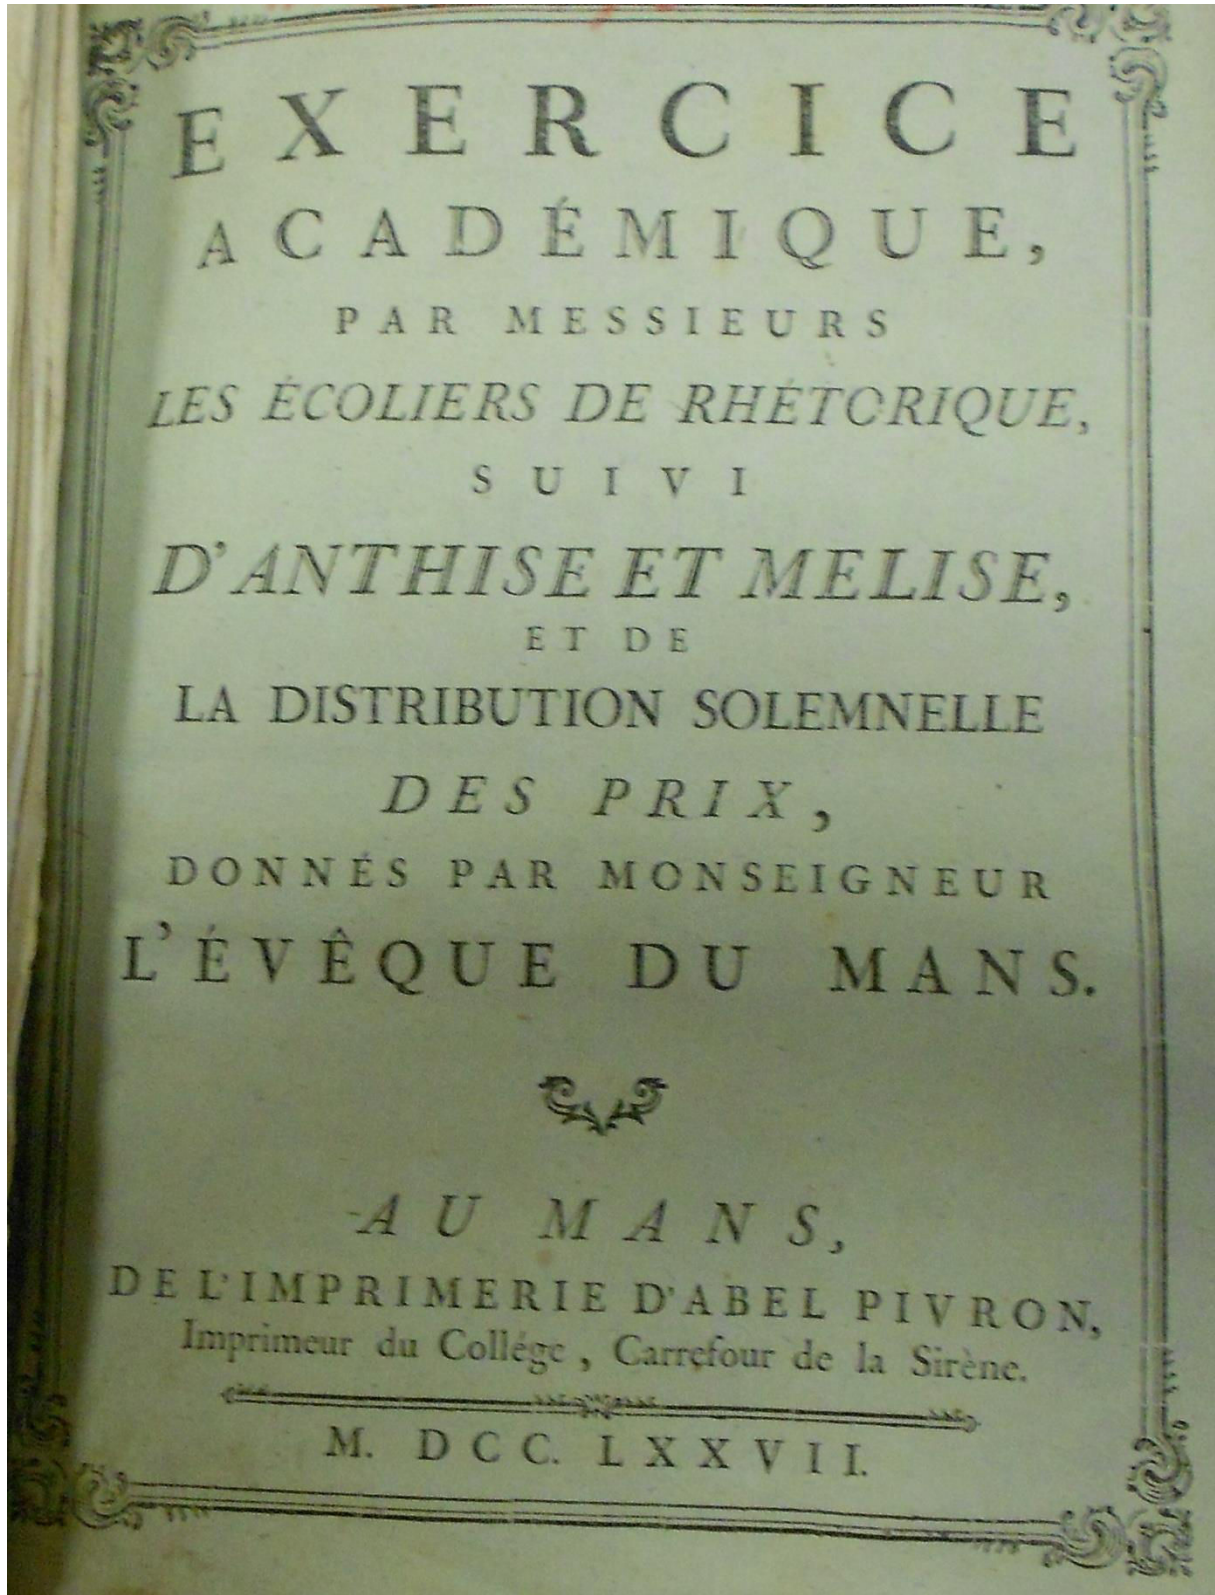 EXERCICE
ACADÉMIQUE,
PAR MESSIEURS
LES ÉCOLIERS DE RHÉTORIQUE,
SUIVI
D'ANTHISE ET MELISE,
ET DE
LA DISTRIBUTION SOLEMNELLE
DES PRIX,
DONNÉS PAR MONSEIGNEUR
L'ÉVÊQUE DU MANS.
AU MANS,
DE L'IMPRIMERIE D'ABEL PIVRON,
Imprimeur du Collége, Carrefour de la Sirène.
M. DCC. LXXVII.